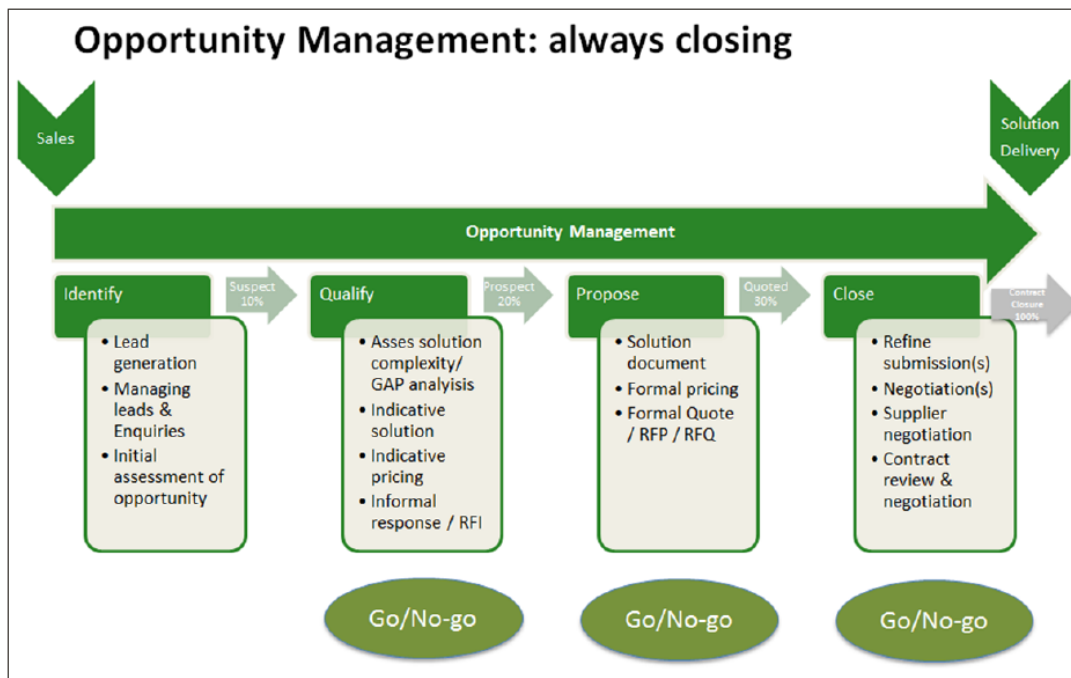 Opportunity Management: always closing
Sales
Solution
Delivery
Opportunity Management
Identify
Suspect
10%
Qualify
Prospect
20%
Propose
Quoted
30%
Close
Contract
Closure
100%
• Lead
generation
• Managing
leads &
Enquiries
• Initial
assessment of
opportunity
• Asses solution
complexity/
GAP analyisis
• Indicative
solution
• Indicative
pricing
• Informal
response / RFI
• Solution
document
• Formal pricing
• Formal Quote
/ RFP / RFQ
• Refine
submission(s)
• Negotiation(s)
• Supplier
negotiation
• Contract
review &
negotiation
Go/No-go
Go/No-go
Go/No-go